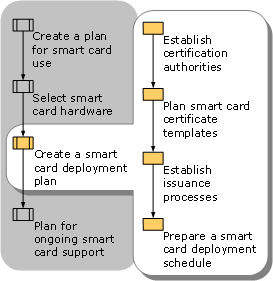 Create a plan
for smart card
use
Select smart
card hardware
Create a smart
card deployment
plan
Plan for
ongoing smart
card support
Establish
certification
authorities
Plan smart card
certificate
templates
Establish
issuance
processes
Prepare a smart
card deployment
schedule